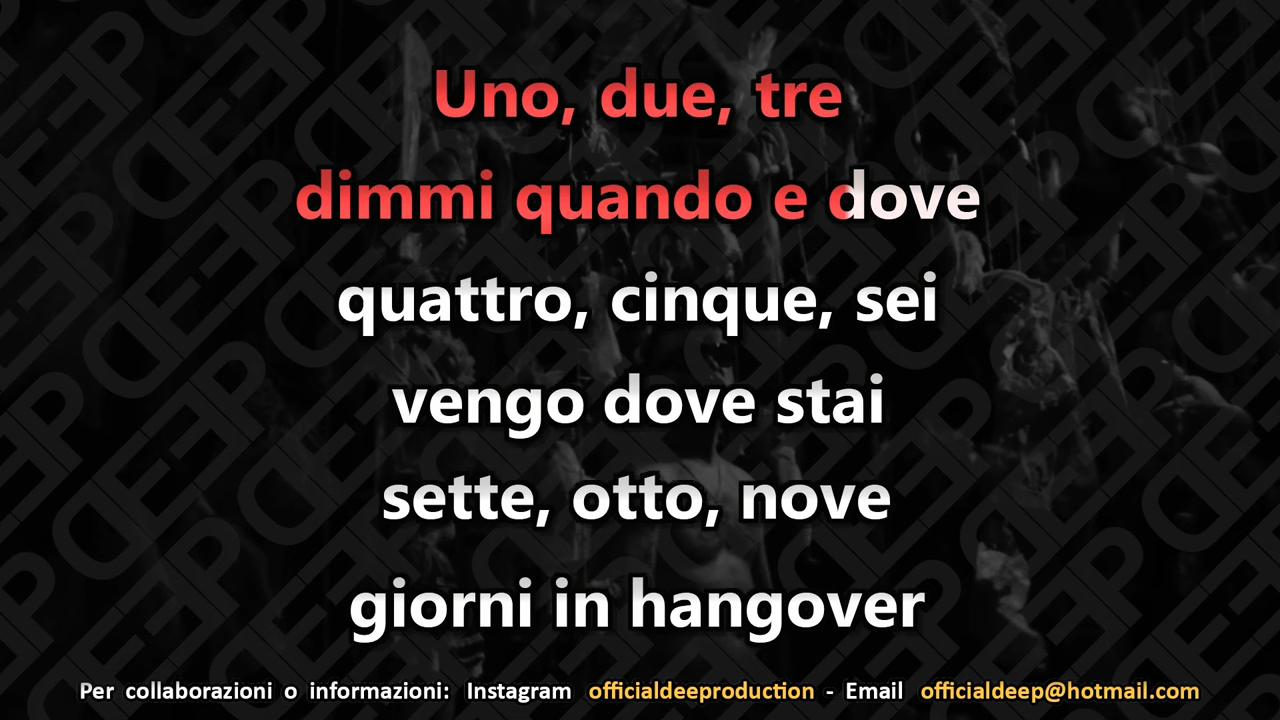 Uno, due, tre
dimmi quando e dove
quattro, cinque, sei
vengo dove stai
sette, otto, nove
giorni in hangover
Per collaborazioni o informazioni: Instagram officialdeeproduction - Email officialdeep@hotmail.com